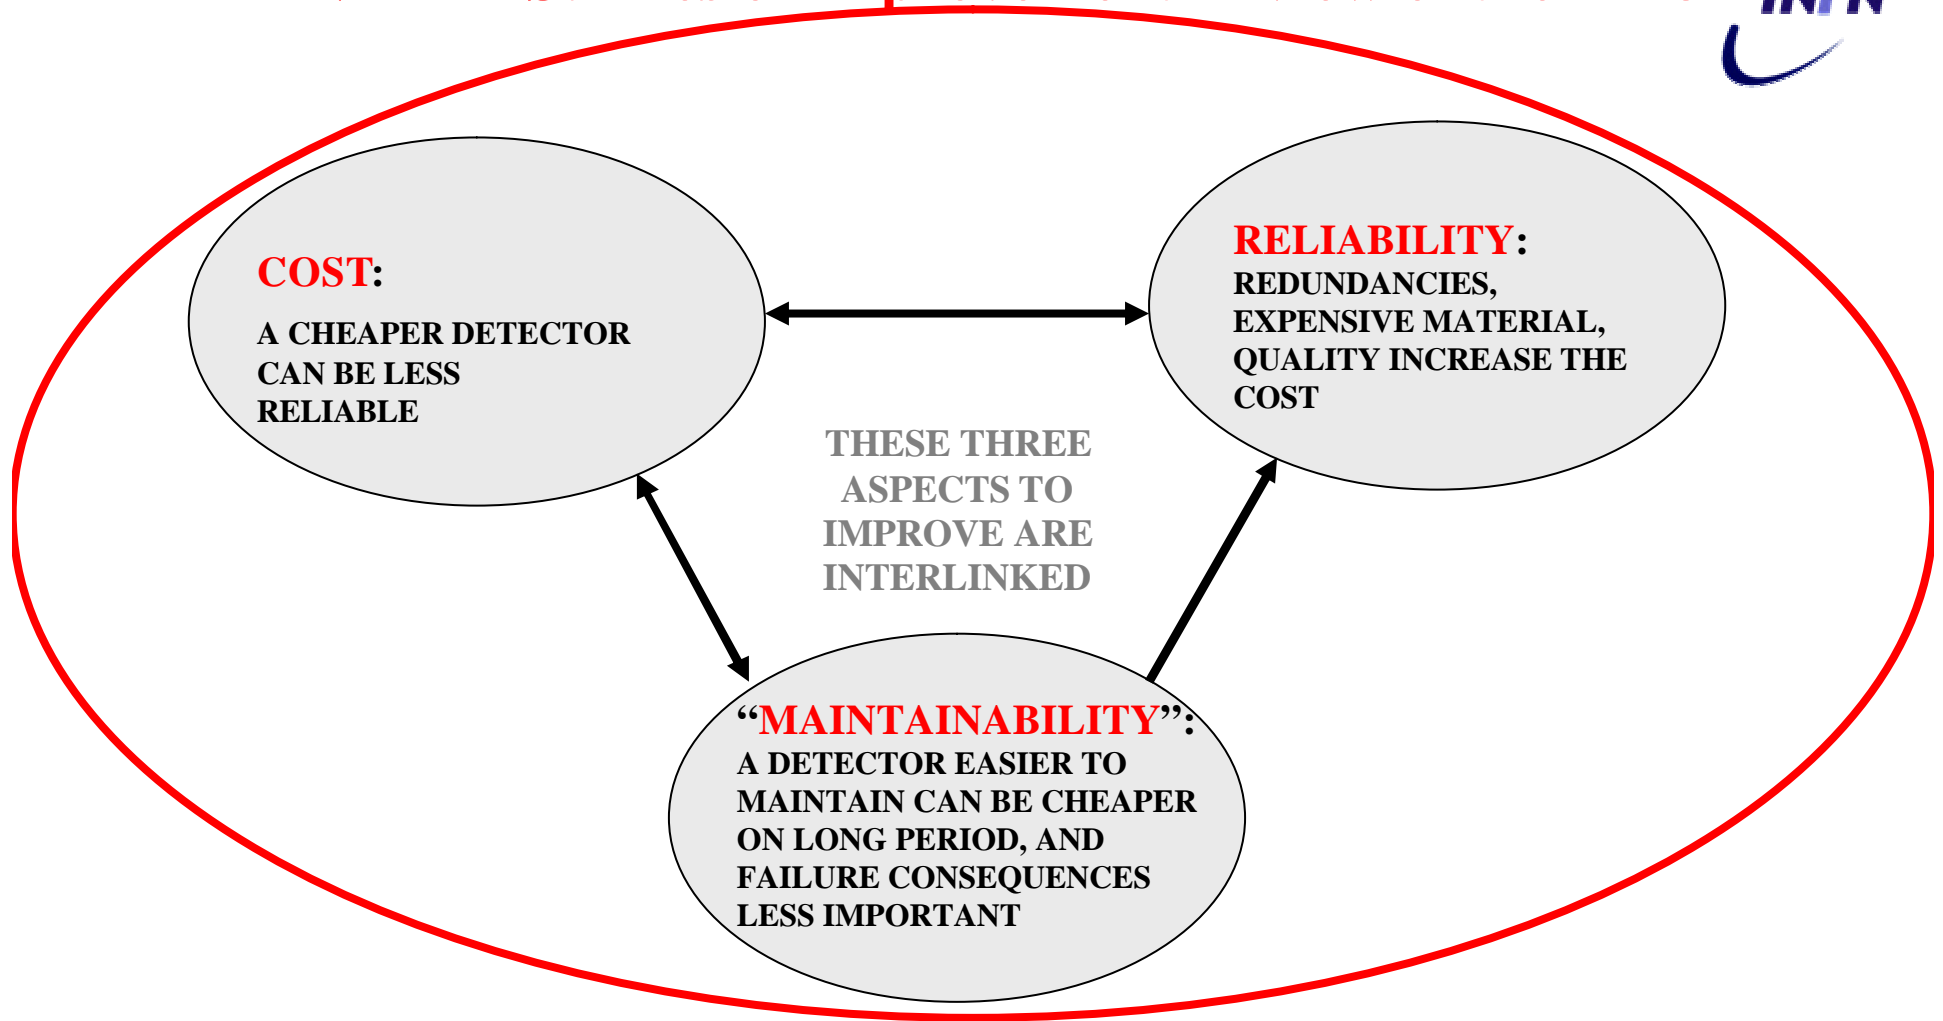 INFN
COST:
A CHEAPER DETECTOR
CAN BE LESS
RELIABLE
RELIABILITY:
REDUNDANCIES,
EXPENSIVE MATERIAL,
QUALITY INCREASE THE
COST
THESE THREE
ASPECTS TO
IMPROVE ARE
INTERLINKED
“MAINTAINABILITY”:
A DETECTOR EASIER TO
MAINTAIN CAN BE CHEAPER
ON LONG PERIOD, AND
FAILURE CONSEQUENCES
LESS IMPORTANT